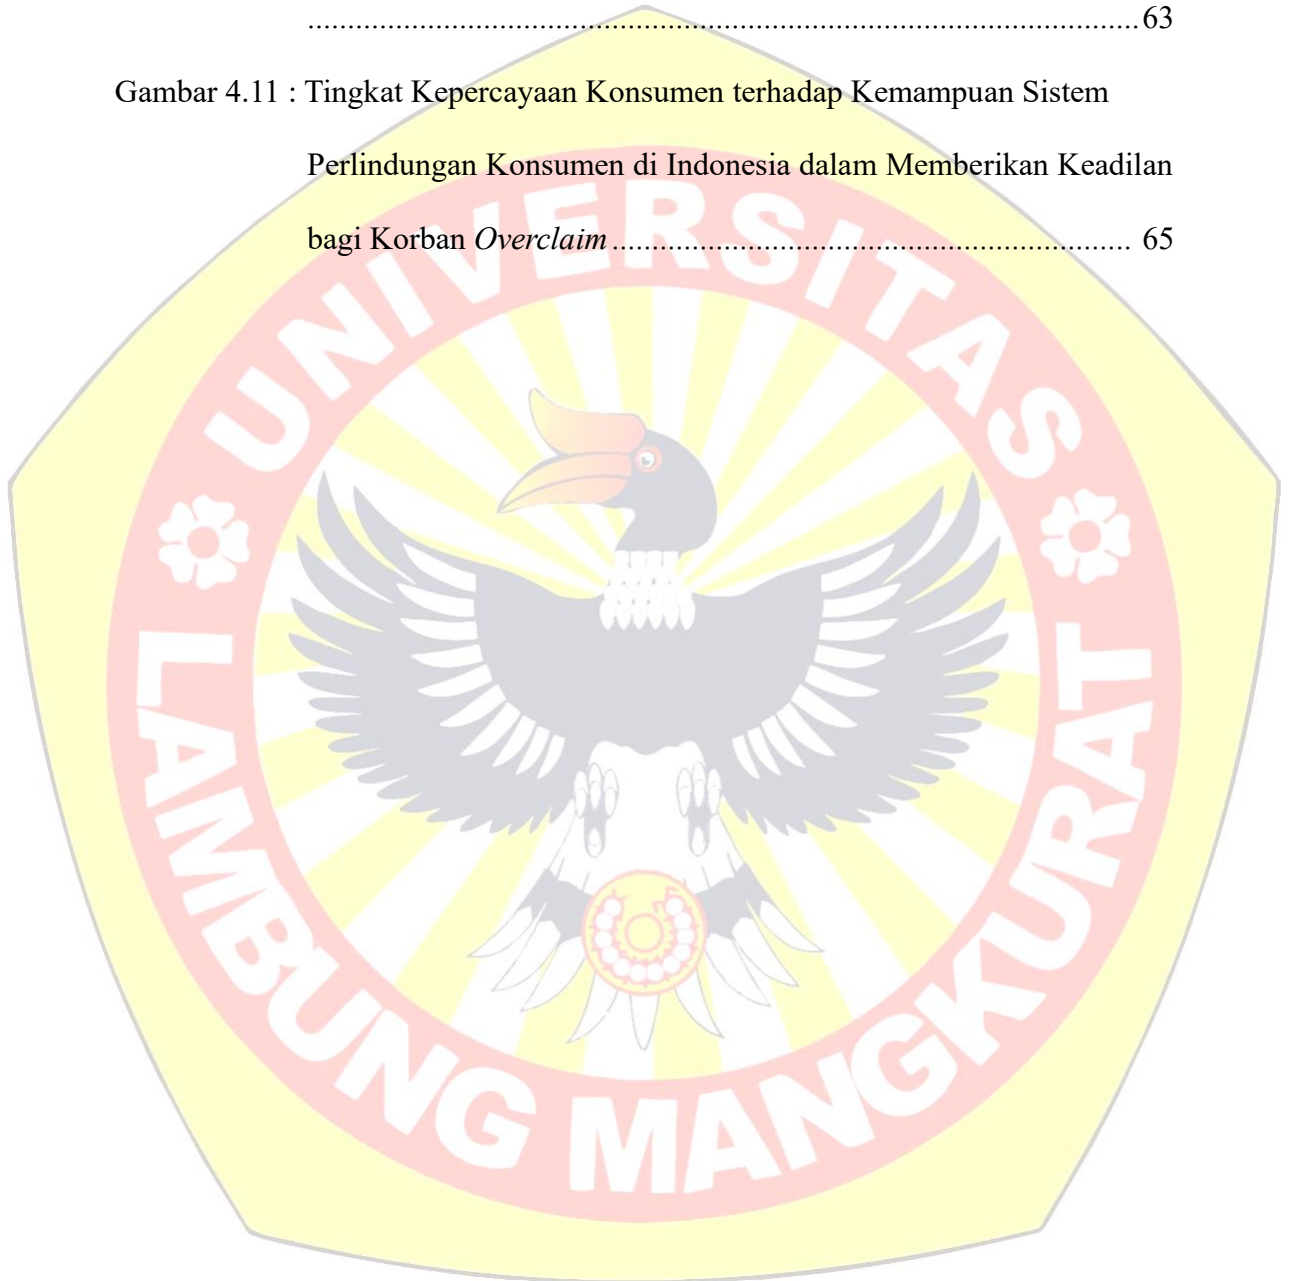 ........................................................................................................ 63
Gambar 4.11 : Tingkat Kepercayaan Konsumen terhadap Kemampuan Sistem
Perlindungan Konsumen di Indonesia dalam Memberikan Keadilan
bagi Korban Overclaim ................................................................. 65
UNIVERSITAS
LAMBUNG MANGKURAT